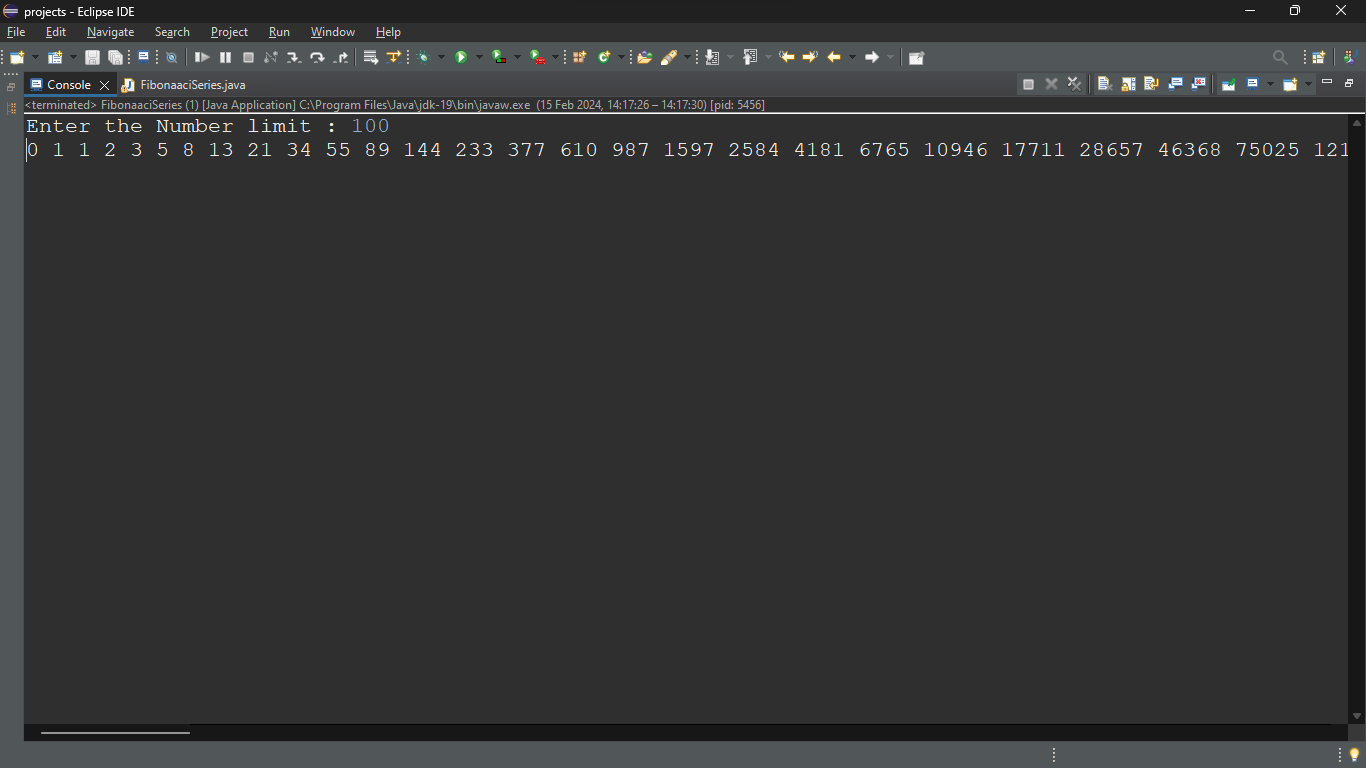 projects - Eclipse IDE
File Edit Navigate Search Project Run Window Help
Console FibonaaciSeries.java
<terminated> FibonaaciSeries (1) [Java Application] C:\Program Files\Java\jdk-19\bin\javaw.exe (15 Feb 2024, 14:17:26 – 14:17:30) [pid: 5456]
Enter the Number limit : 100
0 1 1 2 3 5 8 13 21 34 55 89 144 233 377 610 987 1597 2584 4181 6765 10946 17711 28657 46368 75025 121